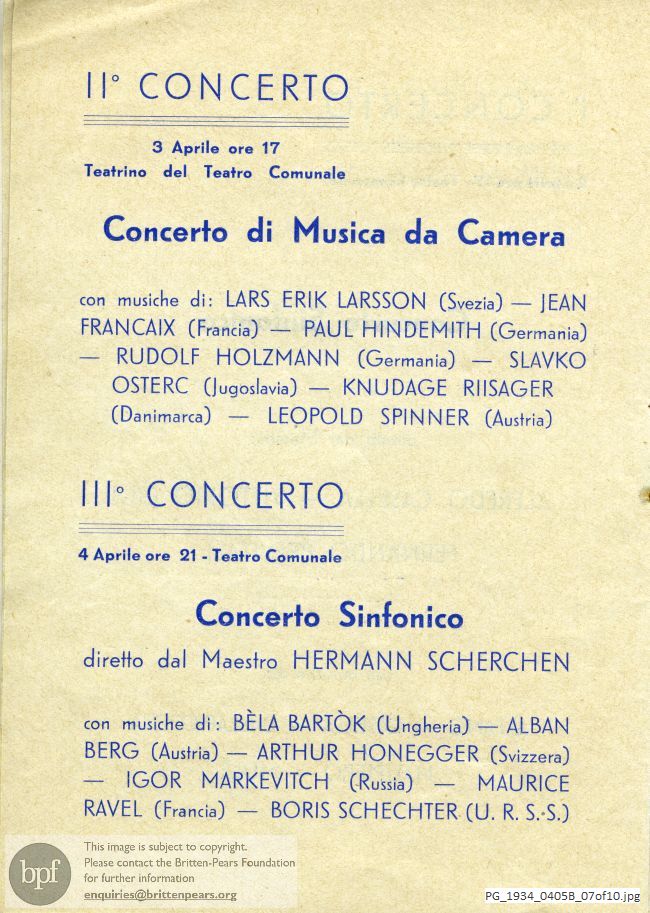 IIº CONCERTO
3 Aprile ore 17
Teatrino del Teatro Comunale
Concerto di Musica da Camera
con musiche di: LARS ERIK LARSSON (Svezia) — JEAN
FRANCAIX (Francia) — PAUL HINDEMITH (Germania)
— RUDOLF HOLZMANN (Germania) — SLAVKO
OSTERC (Jugoslavia) — KNUDAGE RIISAGER
(Danimarca) — LEOPOLD SPINNER (Austria)
IIIº CONCERTO
4 Aprile ore 21 - Teatro Comunale
Concerto Sinfonico
diretto dal Maestro HERMANN SCHERCHEN
con musiche di: BÈLA BARTÒK (Ungheria) — ALBAN
BERG (Austria) — ARTHUR HONEGGER (Svizzera)
— IGOR MARKEVITCH (Russia) — MAURICE
RAVEL (Francia) — BORIS SCHECHTER (U. R. S. S.)
bpf
This image is subject to copyright.
Please contact the Britten-Pears Foundation
for further information
enquiries@brittenpears.org
PG_1934_0405B_07of10.jpg